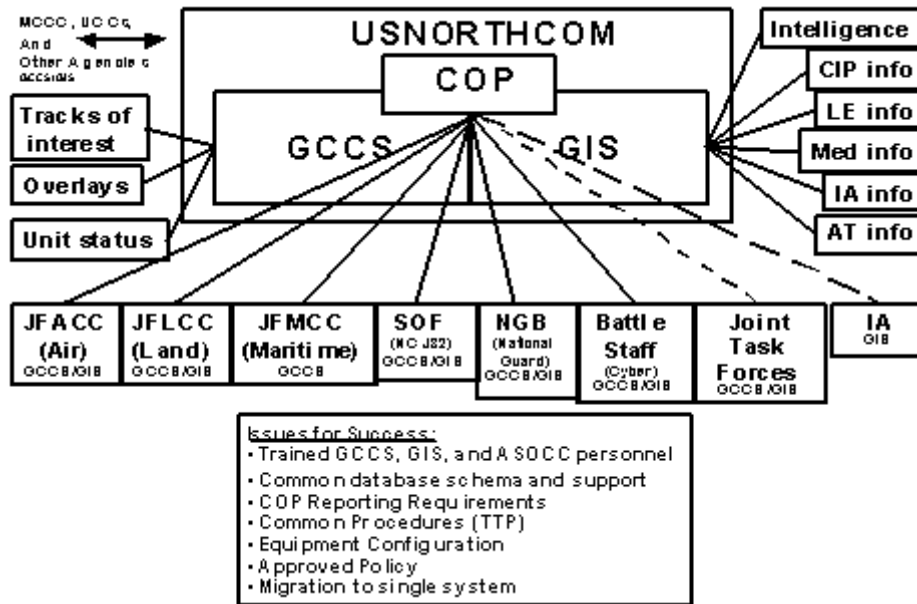 MCCC, UCCs,
And
Other Agencies
USNORTHCOM
COP
GCCS
GIS
Tracks of
interest
Overlays
Unit status
Intelligence
CIP info
LE info
Med info
IA info
AT info
JFACC
(Air)
GCCS/GIS
JFLCC
(Land)
GCCS/GIS
JFMCC
(Maritime)
GCCS
SOF
(NC J32)
GCCS/GIS
NGB
(National
Guard)
GCCS/GIS
Battle
Staff
(Cyber)
GCCS/GIS
Joint
Task
Forces
GCCS/GIS
IA
GIS
Issues for Success:
• Trained GCCS, GIS, and ASOCC personnel
• Common database schema and support
• COP Reporting Requirements
• Common Procedures (TTP)
• Equipment Configuration
• Approved Policy
• Migration to single system